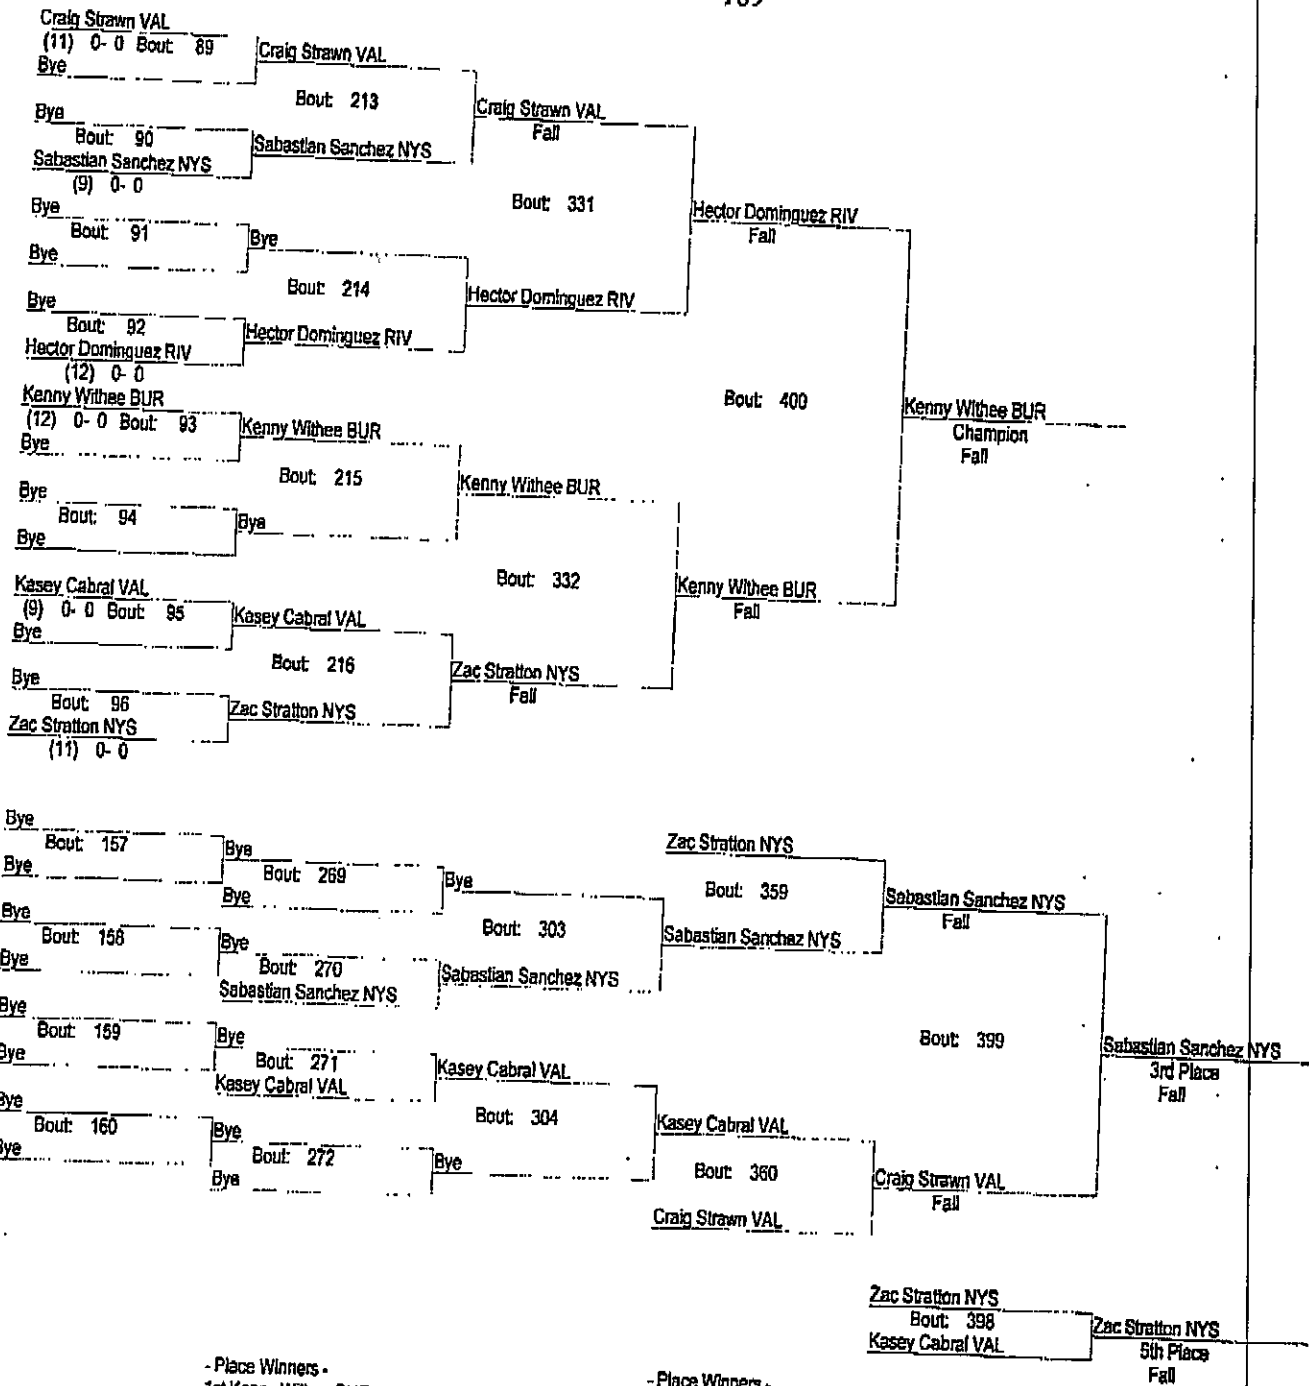 Craig Strawn VAL
(11) 0- 0 Bout: 89
Bye
Craig Strawn VAL
Bout: 213
Bye
Bout: 90
Sabastian Sanchez NYS
(9) 0- 0
Sabastian Sanchez NYS
Craig Strawn VAL
Fall
Bout: 331
Bye
Bout: 91
Bye
Bye
Bout: 214
Bye
Bout: 92
Hector Dominguez RIV
(12) 0- 0
Hector Dominguez RIV
Hector Dominguez RIV
Hector Dominguez RIV
Fall
Bout: 400
Kenny Withee BUR
(12) 0- 0 Bout: 93
Bye
Kenny Withee BUR
Bout: 215
Bye
Bout: 94
Bye
Bye
Kenny Withee BUR
Bout: 332
Kasey Cabral VAL
(9) 0- 0 Bout: 95
Bye
Kasey Cabral VAL
Bout: 216
Bye
Bout: 96
Zac Stratton NYS
(11) 0- 0
Zac Stratton NYS
Zac Stratton NYS
Fall
Kenny Withee BUR
Fall
Kenny Withee BUR
Champion
Fall
Bye
Bout: 157
Bye
Bye
Bout: 269
Bye
Bye
Bout: 158
Bye
Bye
Bout: 270
Sabastian Sanchez NYS
Bye
Bout: 303
Sabastian Sanchez NYS
Zac Stratton NYS
Bout: 359
Sabastian Sanchez NYS
Sabastian Sanchez NYS
Fall
Bout: 399
Bye
Bout: 159
Bye
Bye
Bout: 271
Kasey Cabral VAL
Bye
Bout: 160
Bye
Bye
Bout: 272
Bye
Kasey Cabral VAL
Bout: 304
Bye
Kasey Cabral VAL
Bout: 360
Craig Strawn VAL
Craig Strawn VAL
Fall
Sabastian Sanchez NYS
3rd Place
Fall
Zac Stratton NYS
Bout: 398
Kasey Cabral VAL
Zac Stratton NYS
5th Place
Fall
- Place Winners -
- Place Winners -